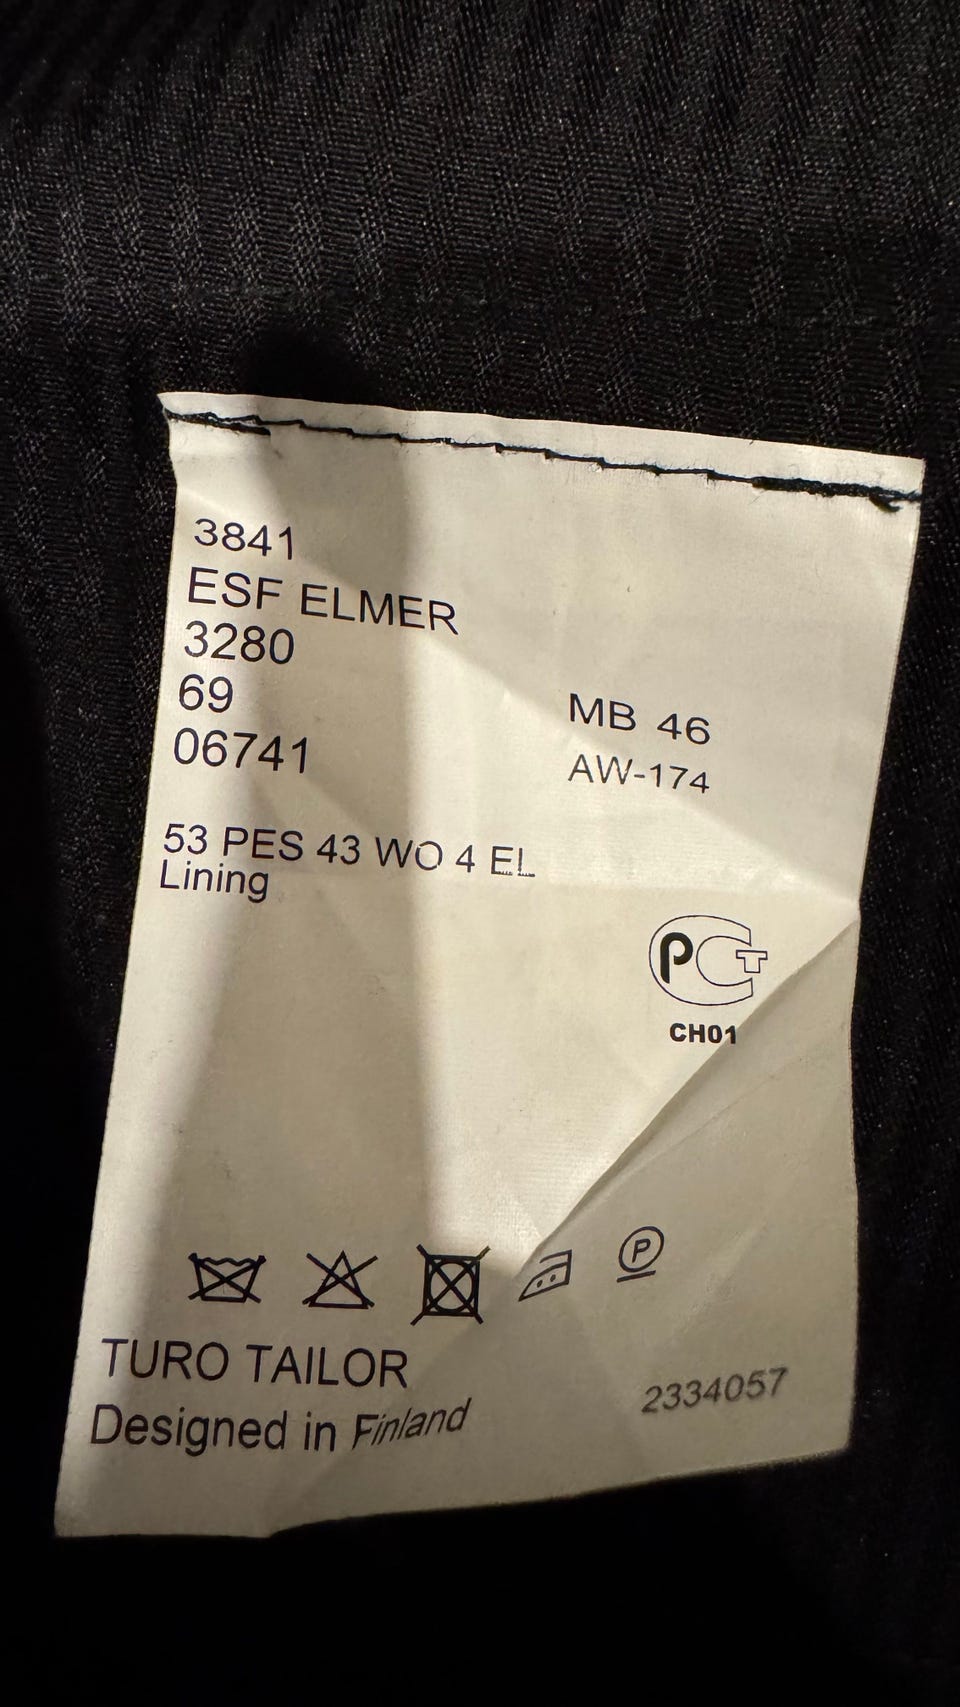 3841
ESF ELMER
3280
69
06741
MB 46
AW-174
53 PES 43 WO 4 EL
Lining
РСТ
CH01
P
TURO TAILOR
Designed in Finland
2334057